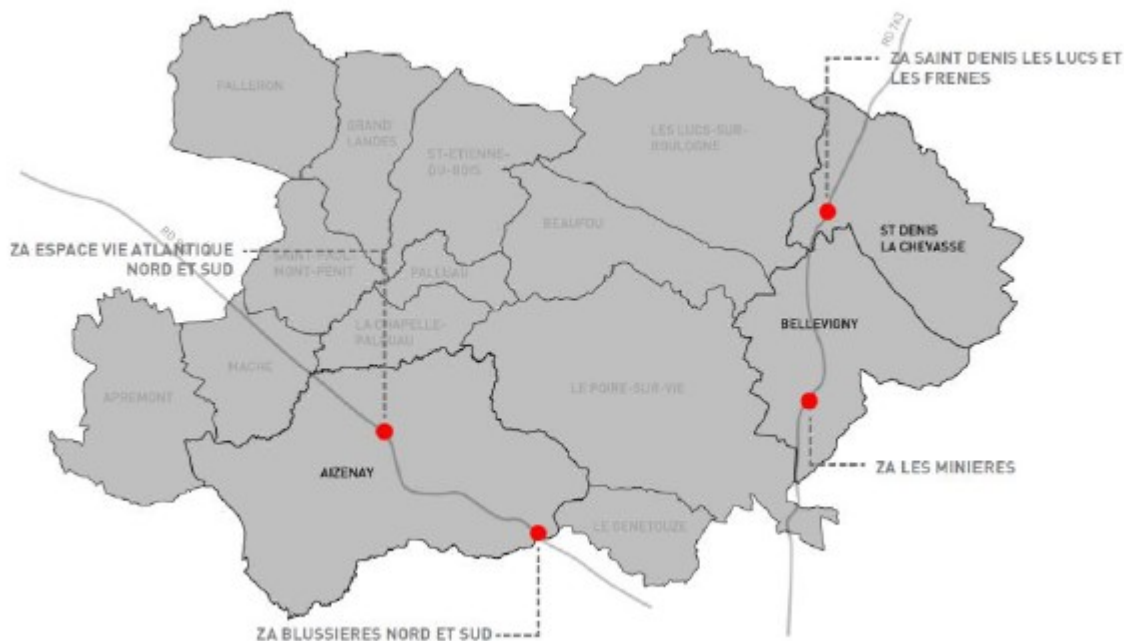 RD 763
ZA SAINT DENIS LES LUCS ET
LES FRENES
FALLERON
GRAND
LANDES
ST-ETIENNE-
DU-BOIS
LES LUCS-SUR-
BOULOGNE
BEAUFOU
ST DENIS
LA CHEVASSE
RD
ZA ESPACE VIE ATLANTIQUE
NORD ET SUD
SAINT-PAUL-
MONT-PENIT
PALLUAU
LA CHAPELLE-
PALLUAU
BELLEVIGNY
MACHE
APREMONT
LE POIRE-SUR-VIE
AIZENAY
ZA LES MINIERES
LE GENETOUZE
ZA BLUSSIERES NORD ET SUD